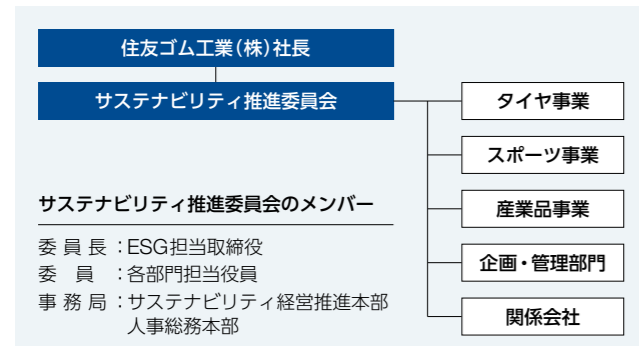 住友ゴム工業(株)社長
サステナビリティ推進委員会
タイヤ事業
スポーツ事業
産業品事業
企画・管理部門
関係会社
サステナビリティ推進委員会のメンバー
委員長：ESG担当取締役
委　員：各部門担当役員
事務局：サステナビリティ経営推進本部
人事総務本部